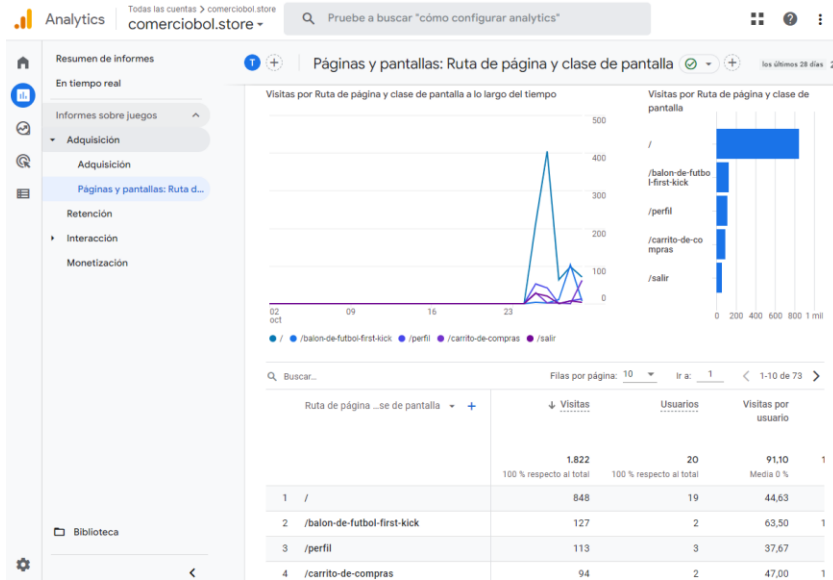 Analytics
Todas las cuentas > comerciobol.store
comerciobol.store
Pruebe a buscar "cómo configurar analytics"
Resumen de informes
En tiempo real
Informes sobre juegos
Adquisición
Adquisición
Páginas y pantallas: Ruta d...
Retención
Interacción
Monetización
Biblioteca
T
Páginas y pantallas: Ruta de página y clase de pantalla
los últimos 28 días 2
Visitas por Ruta de página y clase de pantalla a lo largo del tiempo
500
400
300
200
100
0
02
oct
09
16
23
/ /balon-de-futbol-first-kick /perfil /carrito-de-compras /salir
Visitas por Ruta de página y clase de
pantalla
/
/balon-de-futbo
l-first-kick
/perfil
/carrito-de-co
mpras
/salir
0 200 400 600 800 1 mil
Buscar...
Filas por página: 10 Ir a: 1 1-10 de 73
Ruta de página ...se de pantalla
Visitas
Usuarios
Visitas por
usuario
1.822 20 91,10 1
100 % respecto al total 100 % respecto al total Media 0 %
1 / 848 19 44,63
2 /balon-de-futbol-first-kick 127 2 63,50 1
3 /perfil 113 3 37,67
4 /carrito-de-compras 94 2 47,00 1